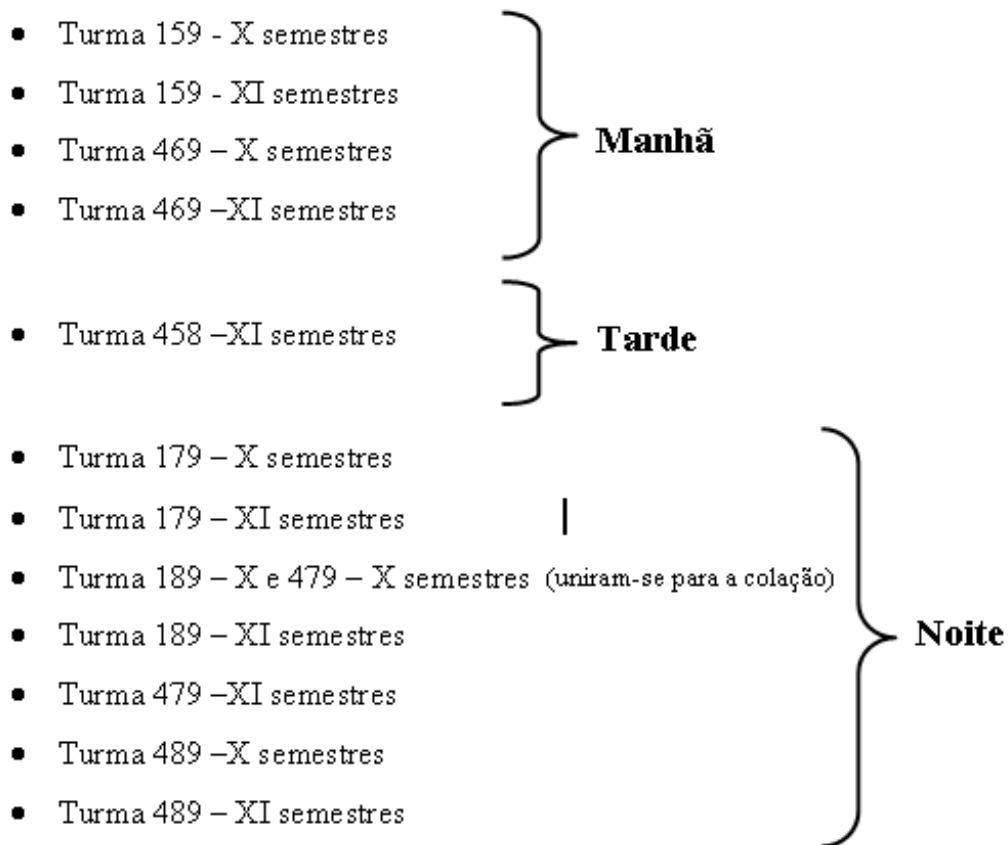 • Turma 159 - X semestres
• Turma 159 - XI semestres
• Turma 469 – X semestres
• Turma 469 –XI semestres
Manhã
• Turma 458 –XI semestres
Tarde
• Turma 179 – X semestres
• Turma 179 – XI semestres
• Turma 189 – X e 479 – X semestres (uniram-se para a colação)
• Turma 189 – XI semestres
Noite
• Turma 479 –XI semestres
• Turma 489 –X semestres
• Turma 489 – XI semestres